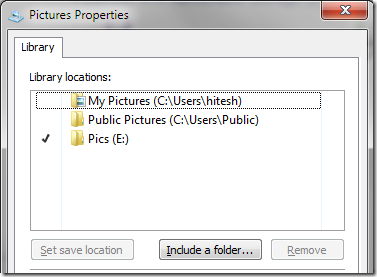 Pictures Properties
Library
Library locations:
My Pictures (C:\Users\hitesh)
Public Pictures (C:\Users\Public)
Pics (E:)
Set save location Include a folder... Remove